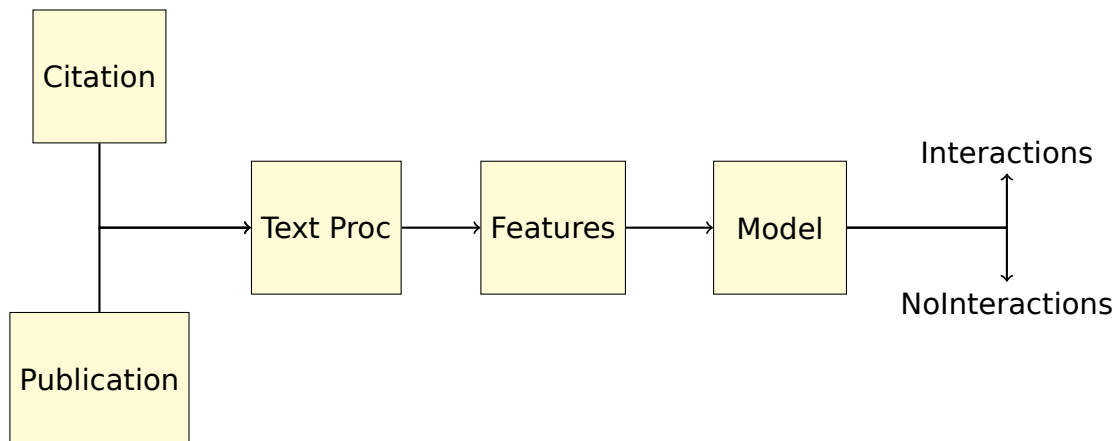 Citation
Interactions
Text Proc
Features
Model
NoInteractions
Publication